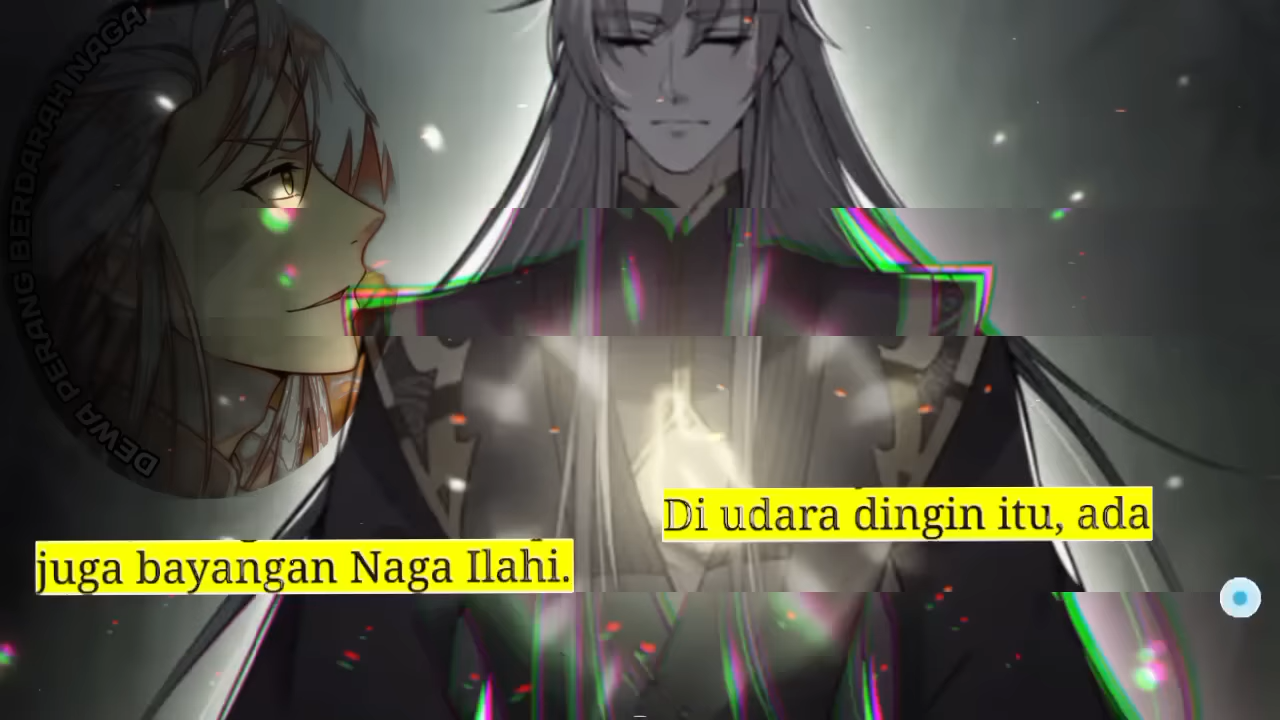 DEWA PERANG BERDARAH NAGA
Di udara dingin itu, ada
juga bayangan Naga Ilahi.